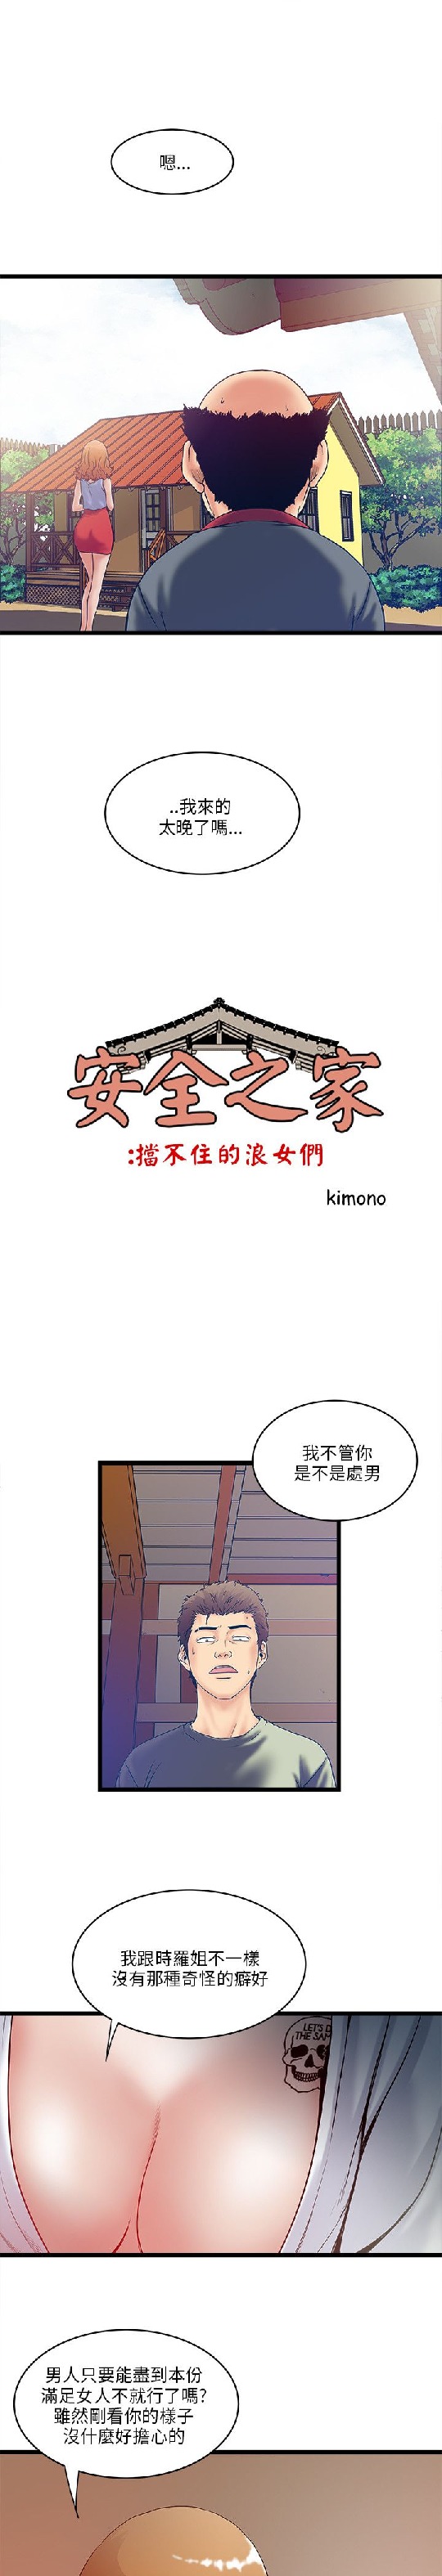 嗯...
..我來的
太晚了嗎...
安全之家
:擋不住的浪女們
kimono
我不管你
是不是處男
我跟時羅姐不一樣
沒有那種奇怪的癖好
LET'S D
THE SAM
男人只要能盡到本份
滿足女人不就行了嗎?
雖然剛看你的樣子
沒什麼好擔心的